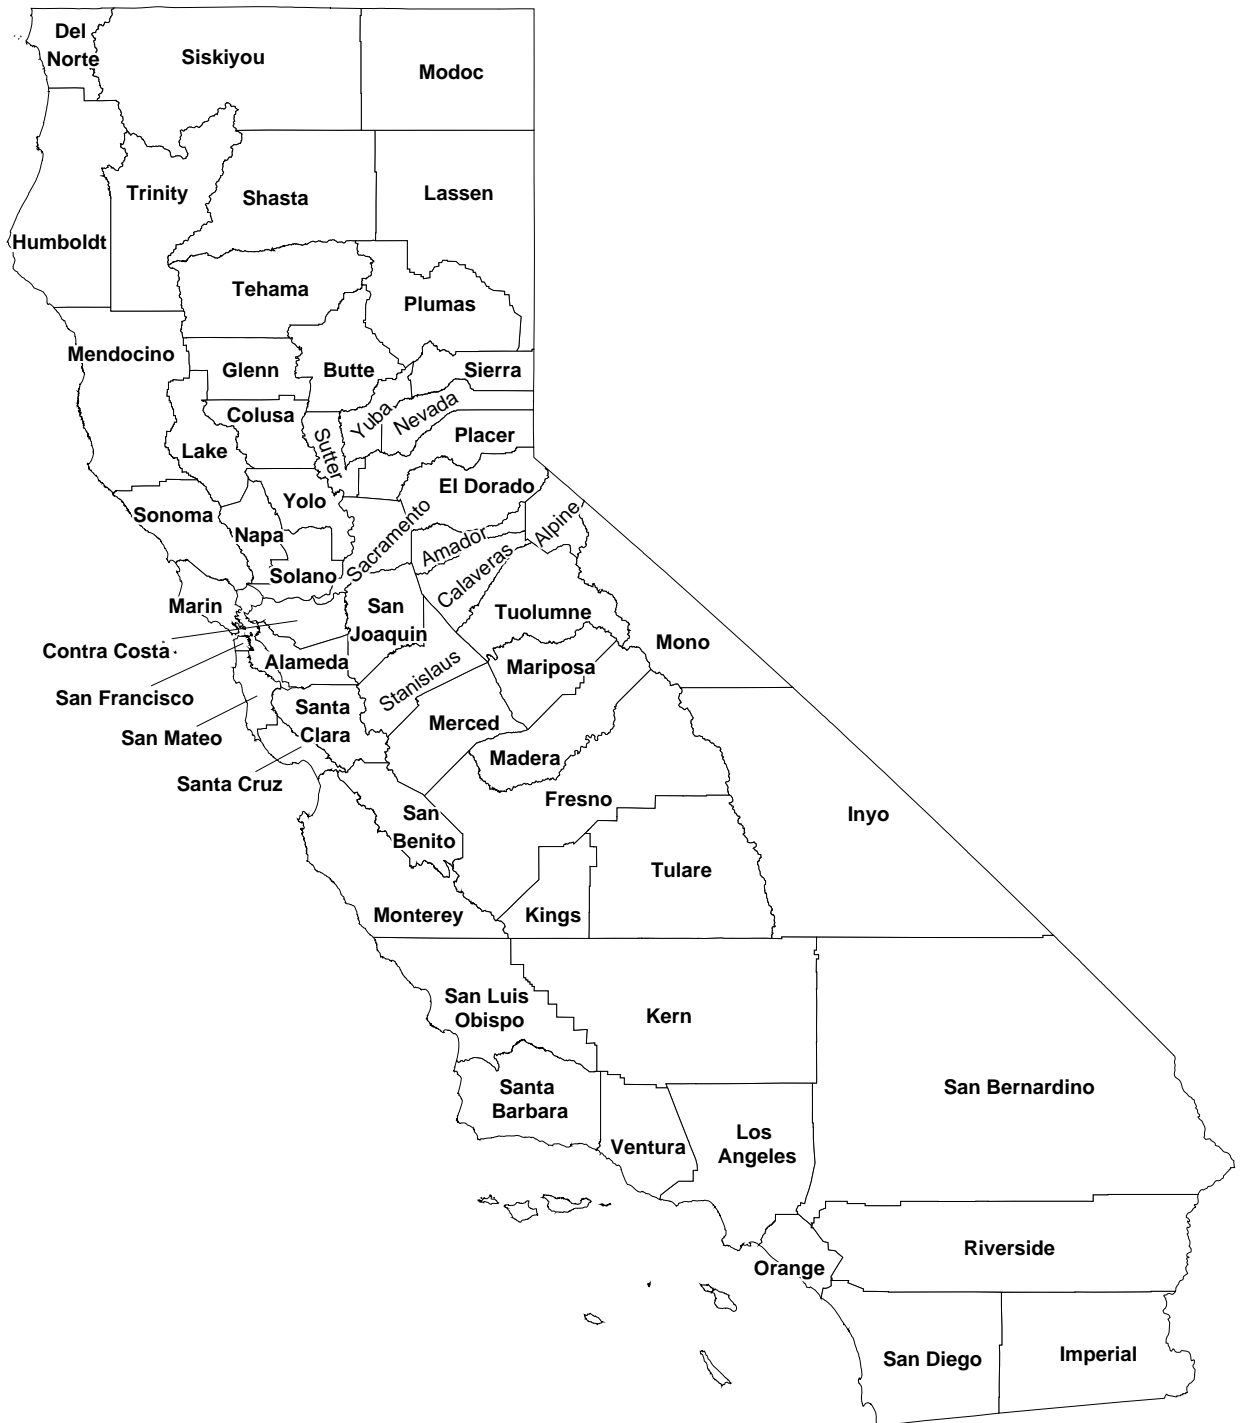 Del
Norte
Siskiyou
Modoc
Trinity
Shasta
Lassen
Humboldt
Tehama
Plumas
Mendocino
Glenn
Butte
Sierra
Colusa
Sutter
Yuba
Nevada
Placer
Lake
El Dorado
Yolo
Sonoma
Napa
Sacramento
Amador
Alpine
Solano
Calaveras
Marin
San
Joaquin
Tuolumne
Mono
Contra Costa
Alameda
Mariposa
San Francisco
Stanislaus
Santa
Clara
Merced
San Mateo
Madera
Santa Cruz
Fresno
Inyo
San
Benito
Tulare
Monterey
Kings
San Luis
Obispo
Kern
Santa
Barbara
San Bernardino
Ventura
Los
Angeles
Riverside
Orange
San Diego
Imperial